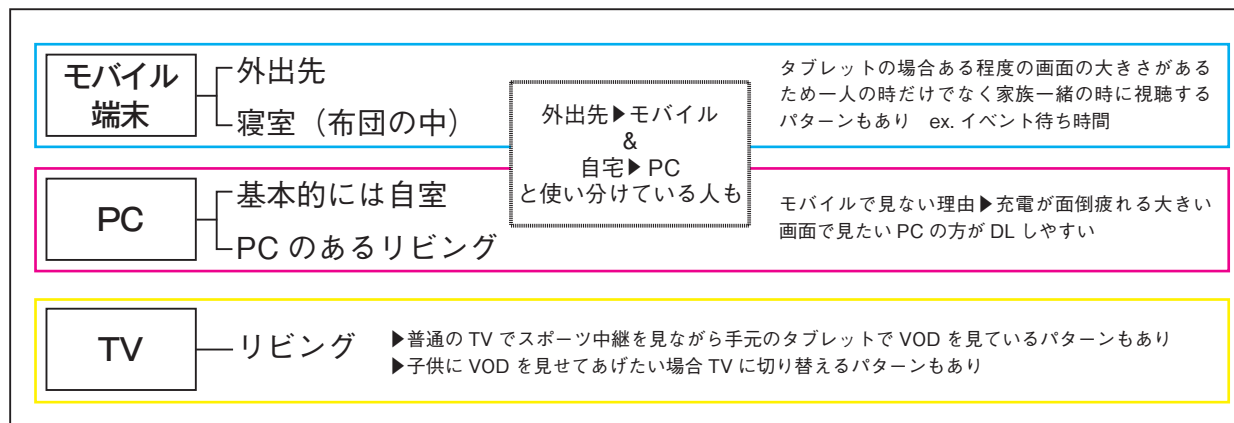 モバイル
端末
外出先
寝室（布団の中）
外出先▶モバイル
&
自宅▶PC
と使い分けている人も
タブレットの場合ある程度の画面の大きさがある
ため一人の時だけでなく家族一緒の時に視聴する
パターンもあり　ex. イベント待ち時間
PC
基本的には自室
PC のあるリビング
モバイルで見ない理由▶充電が面倒疲れる大きい
画面で見たい PC の方が DL しやすい
TV
リビング
▶普通の TV でスポーツ中継を見ながら手元のタブレットで VOD を見ているパターンもあり
▶子供に VOD を見せてあげたい場合 TV に切り替えるパターンもあり